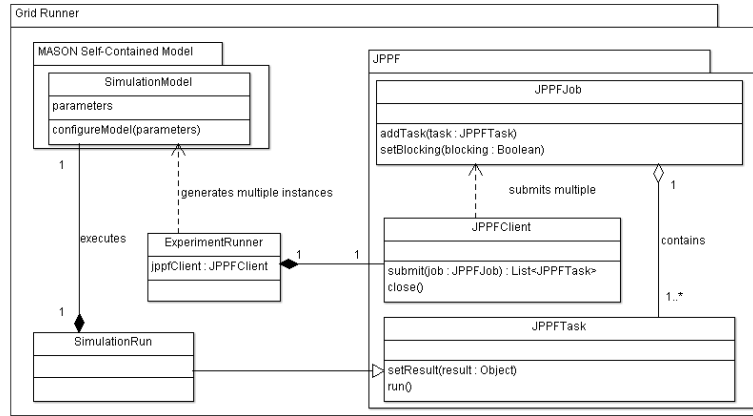 Grid Runner
MASON Self-Contained Model
SimulationModel
parameters
configureModel(parameters)
JPPF
JPPFJob
addTask(task : JPPFTask)
setBlocking(blocking : Boolean)
1
1
generates multiple instances
submits multiple
executes
contains
ExperimentRunner
jppfClient : JPPFClient
1
1
JPPFClient
submit(job : JPPFJob) : List<JPPFTask>
close()
1
1..*
SimulationRun
JPPFTask
setResult(result : Object)
run()